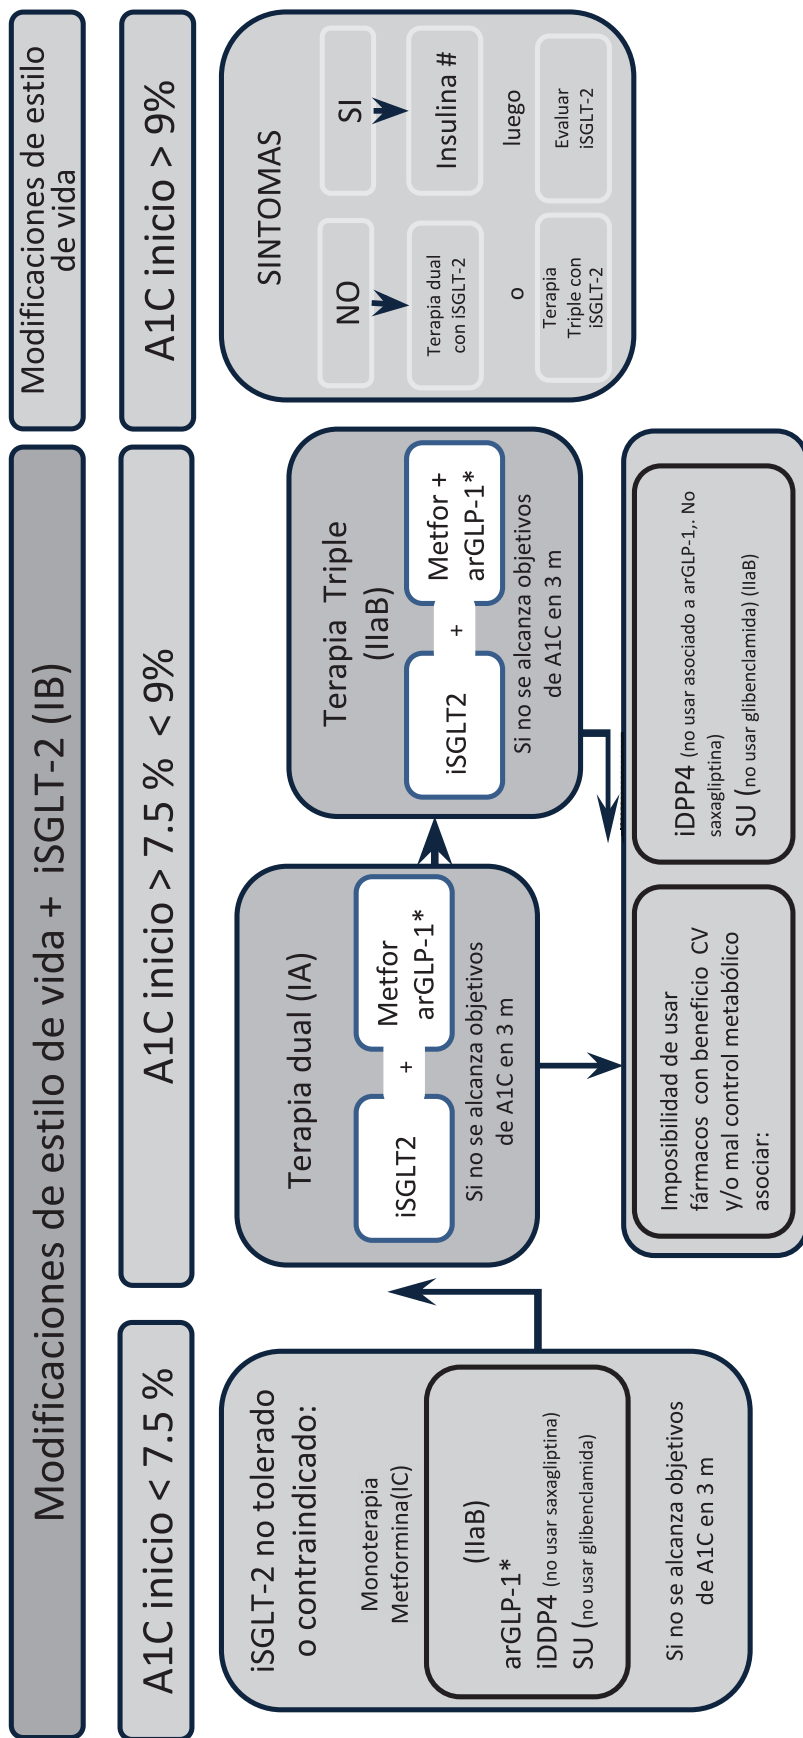 Modificaciones de estilo de vida + iSGLT-2 (IB)
Modificaciones de estilo
de vida
A1C inicio < 7.5 %
A1C inicio > 7.5 % < 9%
A1C inicio > 9%
iSGLT-2 no tolerado
o contraindicado:
Monoterapia
Metformina(IC)
(IIaB)
arGLP-1*
iDDP4 (no usar saxagliptina)
SU (no usar glibenclamida)
Si no se alcanza objetivos
de A1C en 3 m
Terapia dual (IA)
iSGLT2
+
Metfor
arGLP-1*
Si no se alcanza objetivos
de A1C en 3 m
Terapia Triple
(IIaB)
iSGLT2
+
Metfor +
arGLP-1*
Si no se alcanza objetivos
de A1C en 3 m
Imposibilidad de usar
fármacos con beneficio CV
y/o mal control metabólico
asociar:
iDPP4 (no usar asociado a arGLP-1,. No
saxagliptina)
SU (no usar glibenclamida) (IIaB)
SINTOMAS
NO
SI
Terapia dual
con iSGLT-2
Insulina #
o
luego
Terapia
Triple con
iSGLT-2
Evaluar
iSGLT-2